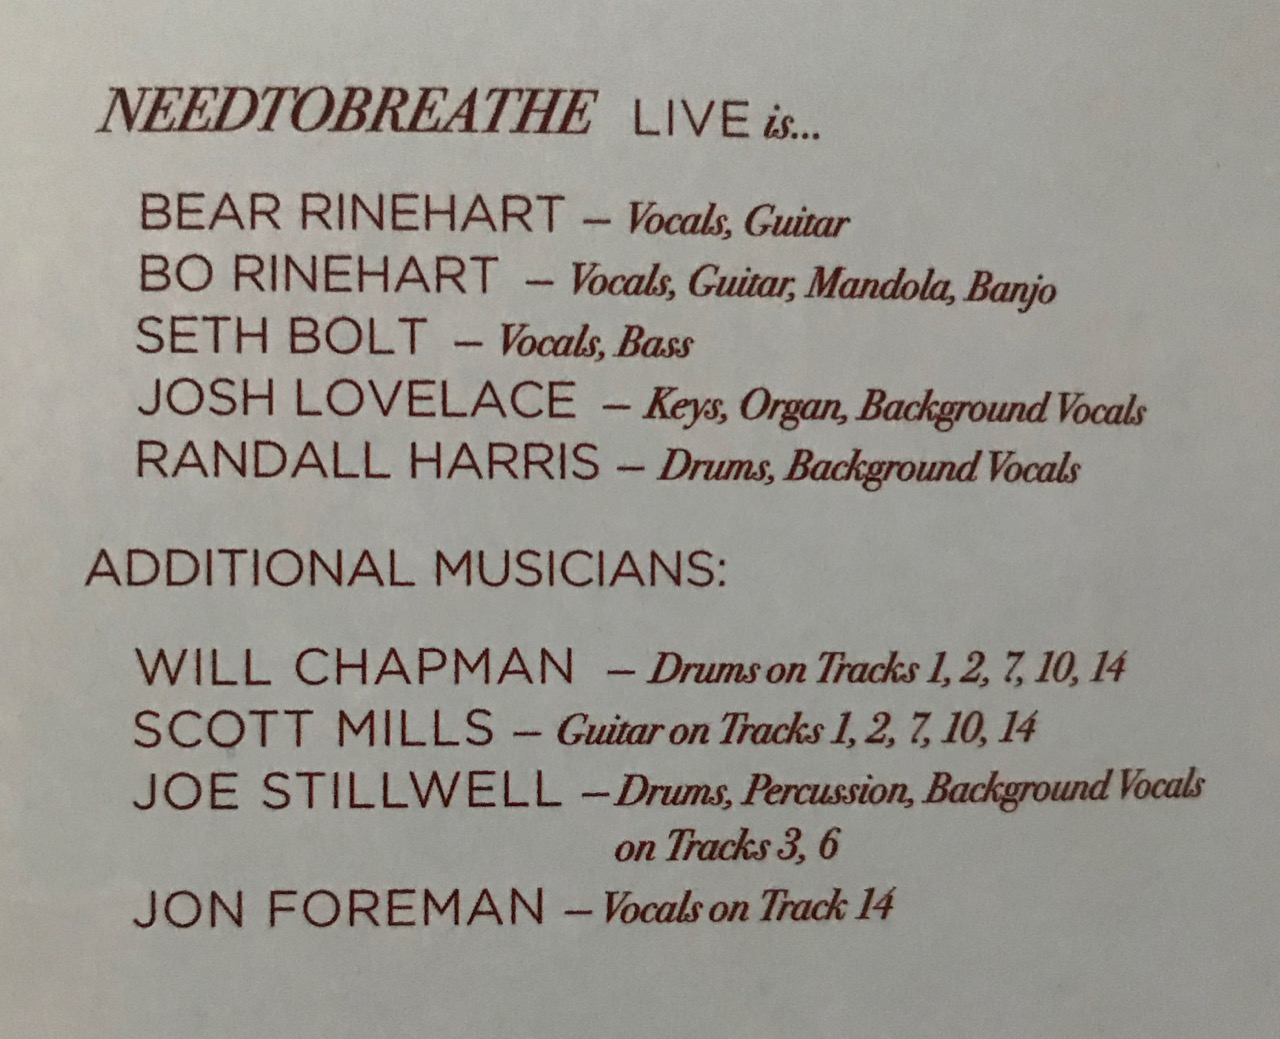 NEEDTOBREATHE LIVE is...
BEAR RINEHART – Vocals, Guitar
BO RINEHART – Vocals, Guitar, Mandola, Banjo
SETH BOLT – Vocals, Bass
JOSH LOVELACE – Keys, Organ, Background Vocals
RANDALL HARRIS – Drums, Background Vocals
ADDITIONAL MUSICIANS:
WILL CHAPMAN – Drums on Tracks 1, 2, 7, 10, 14
SCOTT MILLS – Guitar on Tracks 1, 2, 7, 10, 14
JOE STILLWELL –Drums, Percussion, Background Vocals
on Tracks 3, 6
JON FOREMAN – Vocals on Track 14